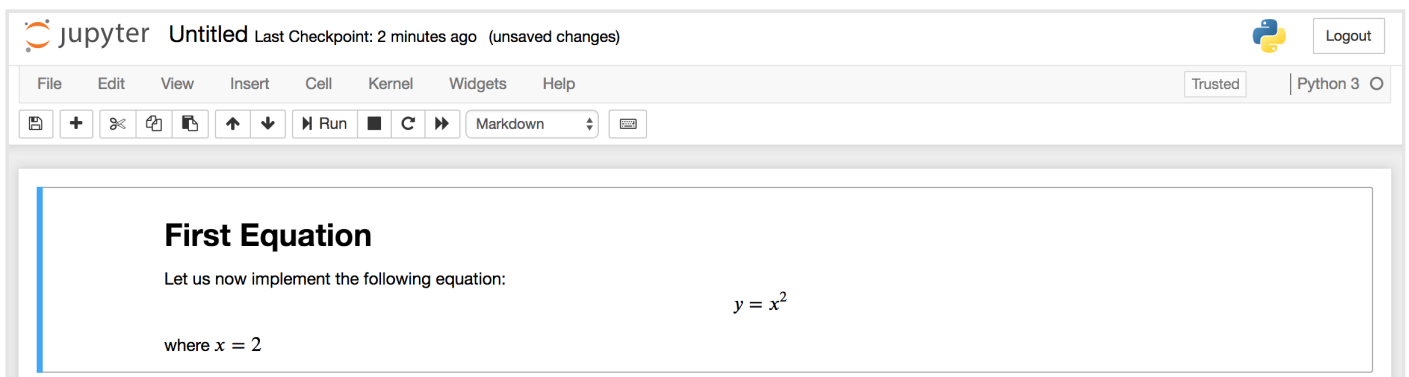 jupyter Untitled Last Checkpoint: 2 minutes ago (unsaved changes) Logout
File Edit View Insert Cell Kernel Widgets Help Trusted Python 3
Run Markdown
First Equation
Let us now implement the following equation:
y = x²
where x = 2